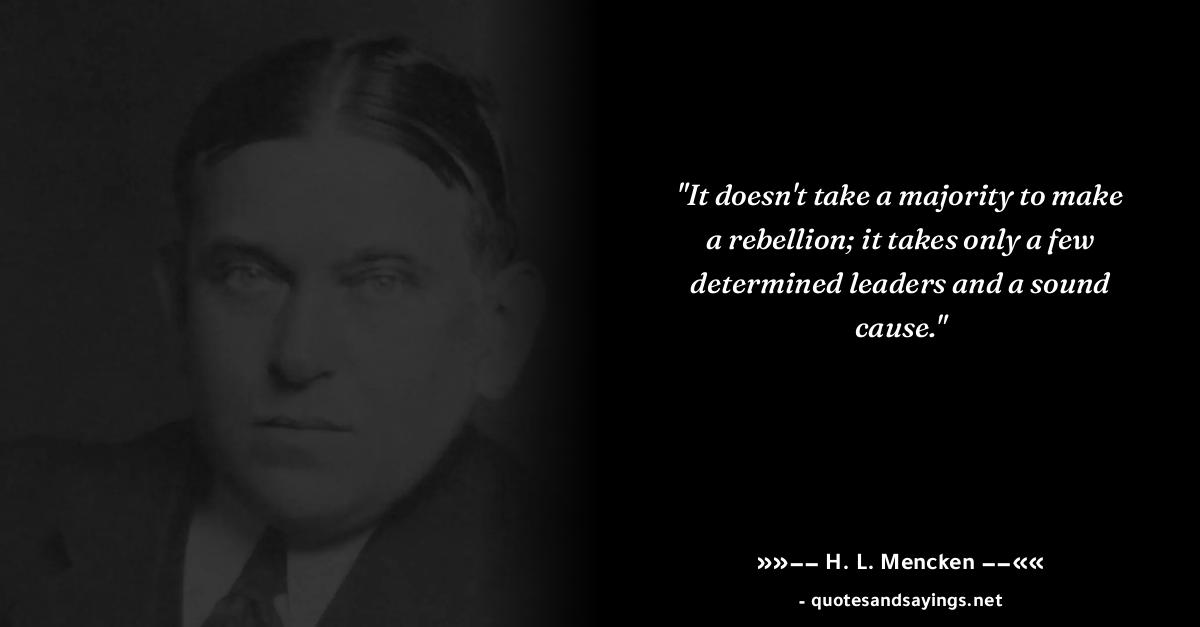 "It doesn't take a majority to make
a rebellion; it takes only a few
determined leaders and a sound
cause."
»»−− H. L. Mencken −−««
- quotesandsayings.net